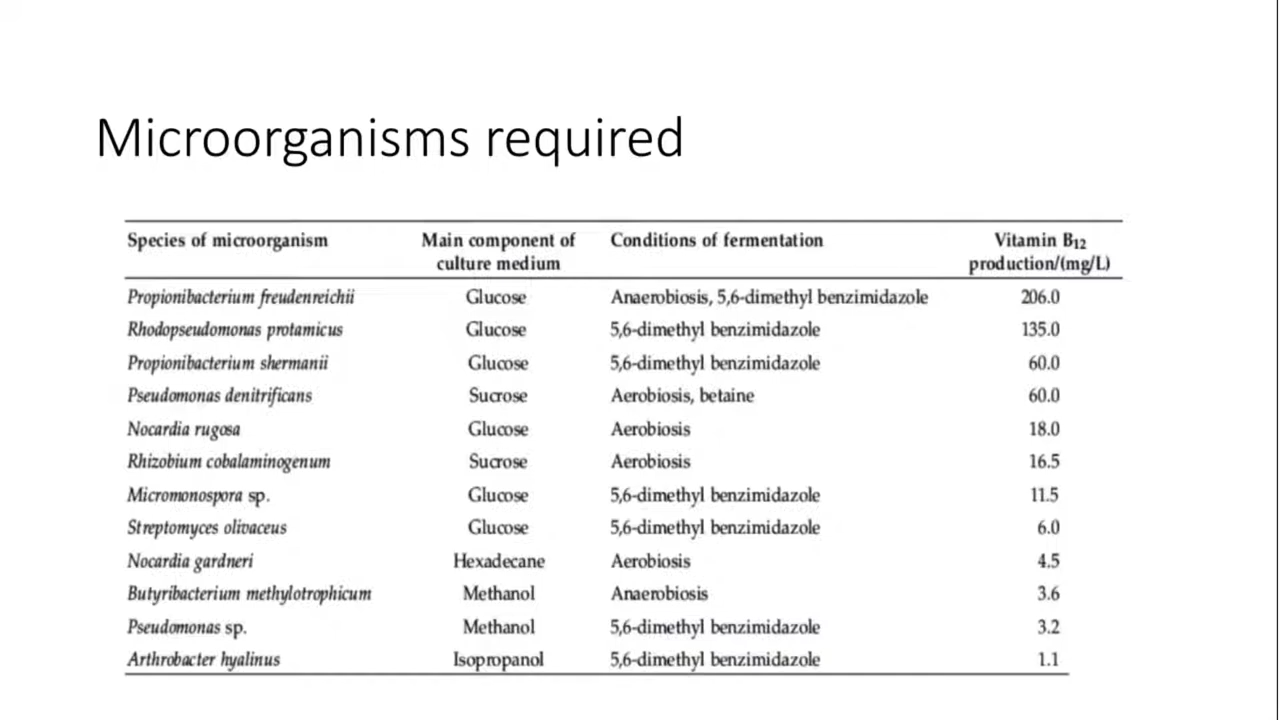 Microorganisms required
Species of microorganism Main component of culture medium Conditions of fermentation Vitamin B12 production/(mg/L)
Propionibacterium freudenreichii Glucose Anaerobiosis, 5,6-dimethyl benzimidazole 206.0
Rhodopseudomonas protamicus Glucose 5,6-dimethyl benzimidazole 135.0
Propionibacterium shermanii Glucose 5,6-dimethyl benzimidazole 60.0
Pseudomonas denitrificans Sucrose Aerobiosis, betaine 60.0
Nocardia rugosa Glucose Aerobiosis 18.0
Rhizobium cobalaminogenum Sucrose Aerobiosis 16.5
Micromonospora sp. Glucose 5,6-dimethyl benzimidazole 11.5
Streptomyces olivaceus Glucose 5,6-dimethyl benzimidazole 6.0
Nocardia gardneri Hexadecane Aerobiosis 4.5
Butyribacterium methylotrophicum Methanol Anaerobiosis 3.6
Pseudomonas sp. Methanol 5,6-dimethyl benzimidazole 3.2
Arthrobacter hyalinus Isopropanol 5,6-dimethyl benzimidazole 1.1